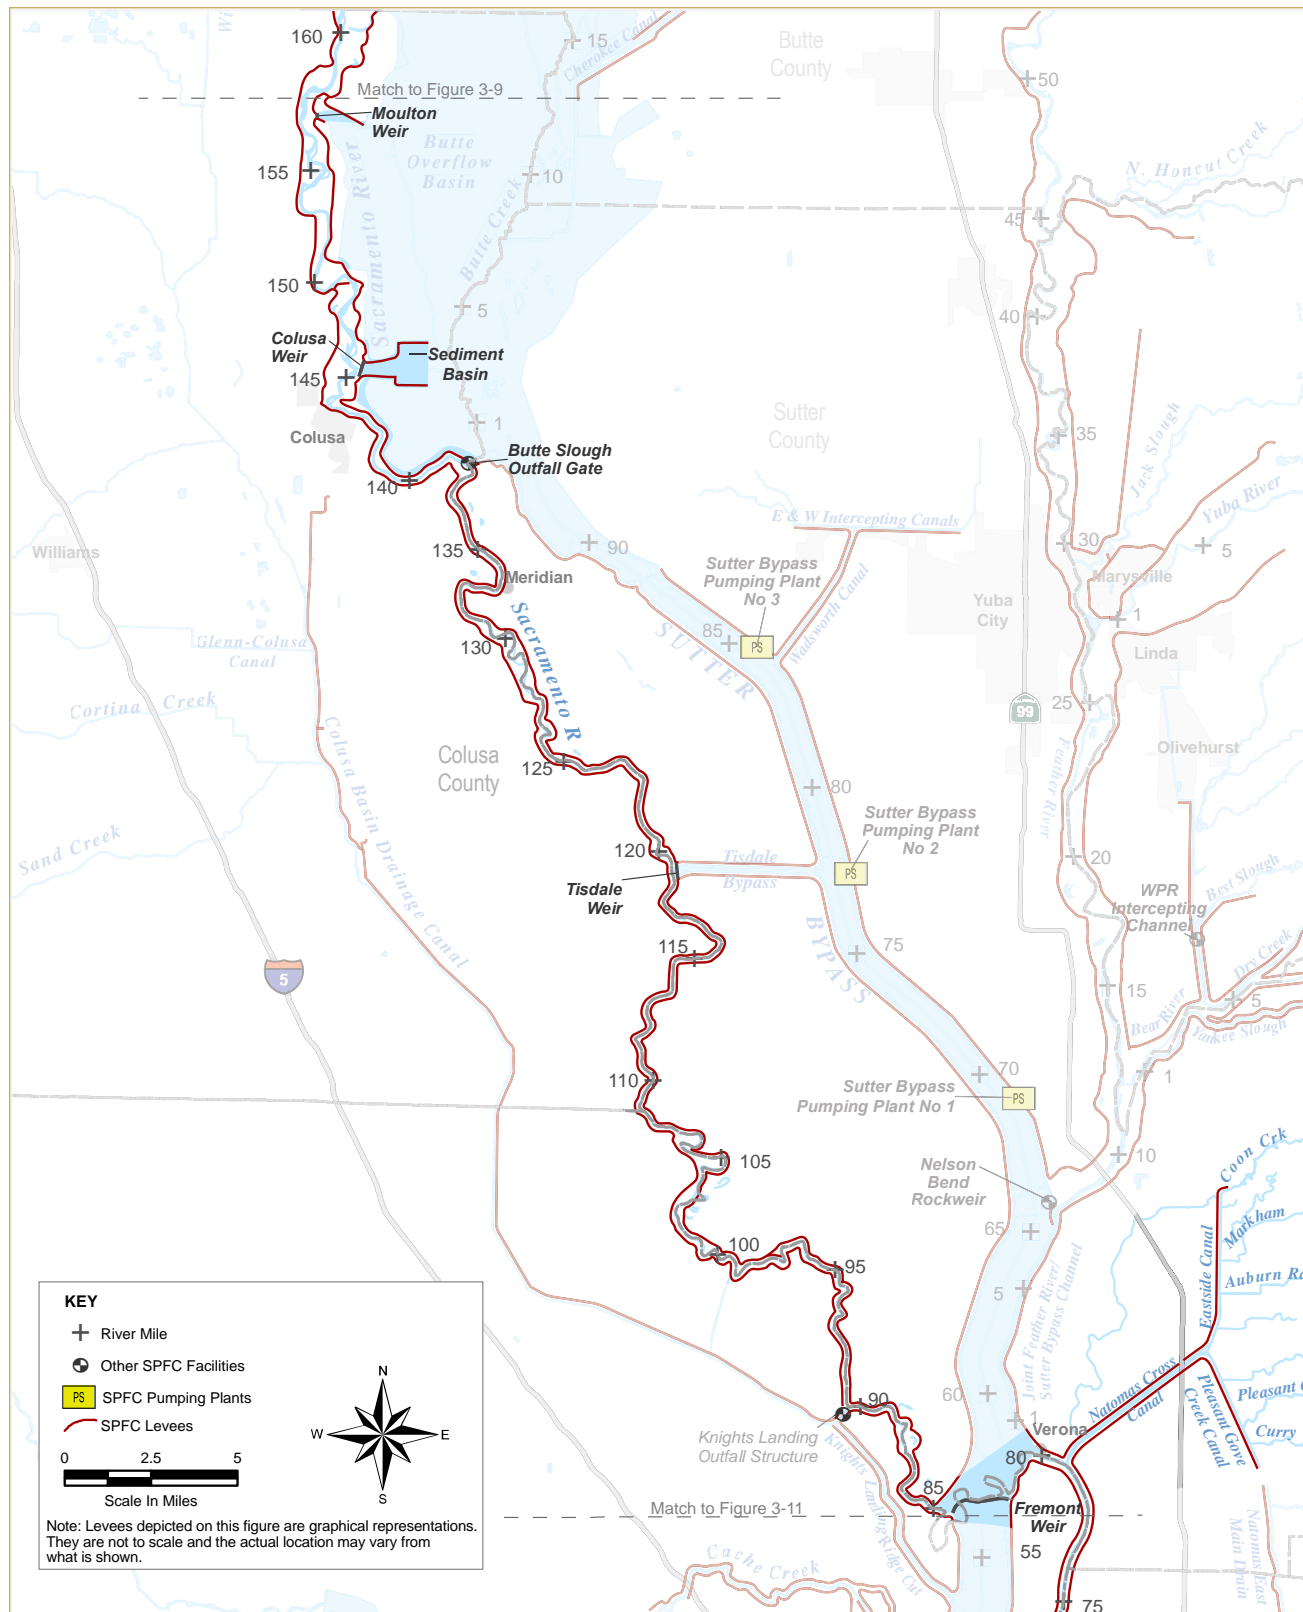 160
15
Cherokee Canal
Butte
County
50
Match to Figure 3-9
Moulton
Weir
Butte
Overflow
Basin
N. Honcut Creek
155
10
Sacramento River
Butte Creek
45
150
5
40
Colusa
Weir
Sediment
Basin
145
1
Sutter
County
Colusa
35
Butte Slough
Outfall Gate
Jack Slough
140
Yuba River
E & W Intercepting Canals
Williams
135
90
30
5
Meridian
Sutter Bypass
Pumping Plant
No 3
Marysville
Yuba
City
1
Sacramento R
SUTTER
85
PS
Wadsworth Canal
Glenn-Colusa
Canal
130
Linda
Cortina Creek
25
99
Colusa Basin Drainage Canal
Colusa
County
125
Feather River
Olivehurst
80
Sutter Bypass
Pumping Plant
No 2
Sand Creek
120
Tisdale
Bypass
PS
20
Best Slough
Tisdale
Weir
WPR
Intercepting
Channel
BYPASS
115
75
Dry Creek
5
15
5
Bear River
Yankee Slough
110
70
1
Sutter Bypass
Pumping Plant No 1
PS
105
10
Coon Crk
Nelson
Bend
Rockweir
Markham
65
100
95
Eastside Canal
Auburn Ra
5
Joint Feather River/
Sutter Bypass Channel
KEY
River Mile
Other SPFC Facilities
PS
SPFC Pumping Plants
SPFC Levees
0
2.5
5
Scale In Miles
N
W
E
S
Note: Levees depicted on this figure are graphical representations.
They are not to scale and the actual location may vary from
what is shown.
Natomas Cross
Canal
Pleasant Gove
Creek Canal
Pleasant G
60
90
1
Verona
Curry
Knights Landing
Outfall Structure
80
Knights Landing Ridge Cut
85
Match to Figure 3-11
Fremont
Weir
Natomas East
Main Drain
Cache Creek
55
75